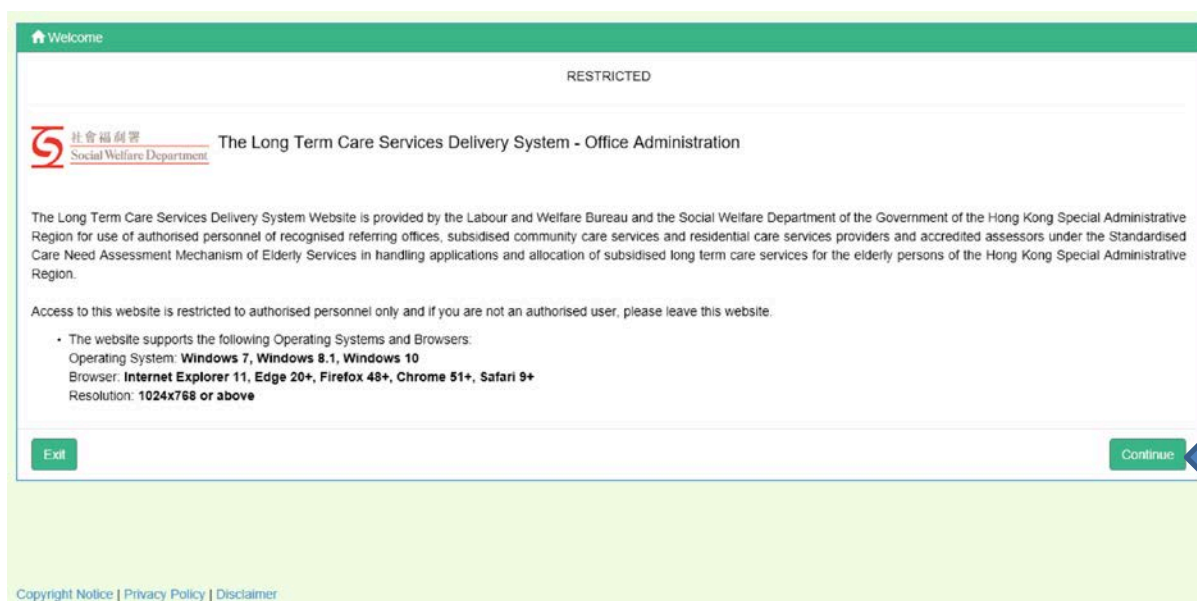 Welcome
RESTRICTED
社會福利署
Social Welfare Department
The Long Term Care Services Delivery System - Office Administration
The Long Term Care Services Delivery System Website is provided by the Labour and Welfare Bureau and the Social Welfare Department of the Government of the Hong Kong Special Administrative
Region for use of authorised personnel of recognised referring offices, subsidised community care services and residential care services providers and accredited assessors under the Standardised
Care Need Assessment Mechanism of Elderly Services in handling applications and allocation of subsidised long term care services for the elderly persons of the Hong Kong Special Administrative
Region.
Access to this website is restricted to authorised personnel only and if you are not an authorised user, please leave this website.
• The website supports the following Operating Systems and Browsers:
Operating System: Windows 7, Windows 8.1, Windows 10
Browser: Internet Explorer 11, Edge 20+, Firefox 48+, Chrome 51+, Safari 9+
Resolution: 1024x768 or above
Exit
Continue
Copyright Notice | Privacy Policy | Disclaimer